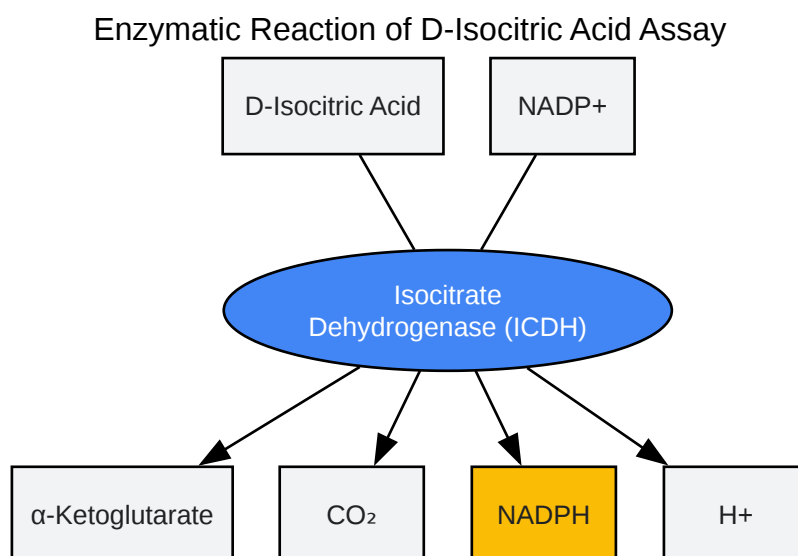 Enzymatic Reaction of D-Isocitric Acid Assay
D-Isocitric Acid
NADP+
Isocitrate
Dehydrogenase (ICDH)
α-Ketoglutarate
CO₂
NADPH
H+